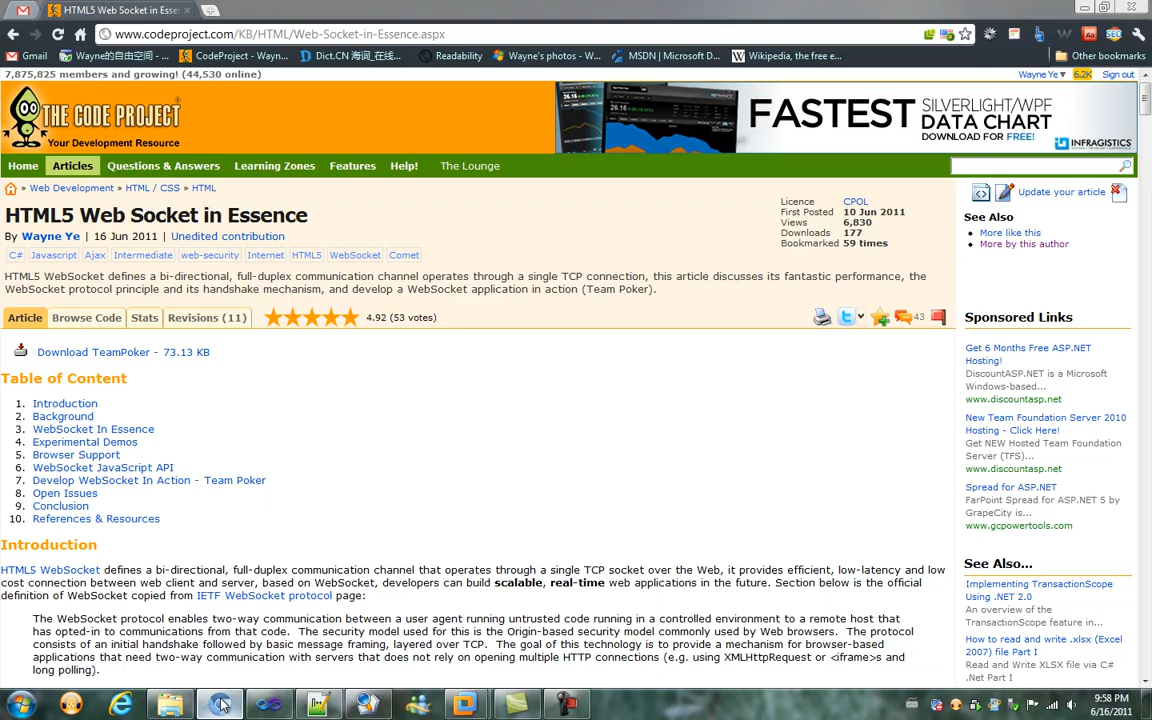 HTML5 Web Socket in Esse
www.codeproject.com/KB/HTML/Web-Socket-in-Essence.aspx
Gmail Wayne的自由空间 - ... CodeProject - Wayn... Dict.CN 海词_在线... Readability Wayne's photos - W... MSDN | Microsoft D... Wikipedia, the free e... Other bookmarks
7,875,825 members and growing! (44,530 online) Wayne Ye 6.2K Sign out
THE CODE PROJECT
Your Development Resource
FASTEST SILVERLIGHT/WPF
DATA CHART
DOWNLOAD FOR FREE!
INFRAGISTICS
Home Articles Questions & Answers Learning Zones Features Help! The Lounge
» Web Development » HTML / CSS » HTML
HTML5 Web Socket in Essence
By Wayne Ye | 16 Jun 2011 | Unedited contribution
C# Javascript Ajax Intermediate web-security Internet HTML5 WebSocket Comet
Licence CPOL
First Posted 10 Jun 2011
Views 6,830
Downloads 177
Bookmarked 59 times
HTML5 WebSocket defines a bi-directional, full-duplex communication channel operates through a single TCP connection, this article discusses its fantastic performance, the
WebSocket protocol principle and its handshake mechanism, and develop a WebSocket application in action (Team Poker).
Article Browse Code Stats Revisions (11) 4.92 (53 votes) 43
Download TeamPoker - 73.13 KB
Table of Content
1. Introduction
2. Background
3. WebSocket In Essence
4. Experimental Demos
5. Browser Support
6. WebSocket JavaScript API
7. Develop WebSocket In Action - Team Poker
8. Open Issues
9. Conclusion
10. References & Resources
Introduction
HTML5 WebSocket defines a bi-directional, full-duplex communication channel that operates through a single TCP socket over the Web, it provides efficient, low-latency and low
cost connection between web client and server, based on WebSocket, developers can build scalable, real-time web applications in the future. Section below is the official
definition of WebSocket copied from IETF WebSocket protocol page:
The WebSocket protocol enables two-way communication between a user agent running untrusted code running in a controlled environment to a remote host that
has opted-in to communications from that code. The security model used for this is the Origin-based security model commonly used by Web browsers. The protocol
consists of an initial handshake followed by basic message framing, layered over TCP. The goal of this technology is to provide a mechanism for browser-based
applications that need two-way communication with servers that does not rely on opening multiple HTTP connections (e.g. using XMLHttpRequest or <iframe>s and
long polling).
Update your article
See Also
More like this
More by this author
Sponsored Links
Get 6 Months Free ASP.NET
Hosting!
DiscountASP.NET is a Microsoft
Windows-based...
www.discountasp.net
New Team Foundation Server 2010
Hosting - Click Here!
Get NEW Hosted Team Foundation
Server (TFS)...
www.discountasp.net
Spread for ASP.NET
FarPoint Spread for ASP.NET 5 by
GrapeCity is...
www.gcpowertools.com
See Also...
Implementing TransactionScope
Using .NET 2.0
An overview of the
TransactionScope feature in...
How to read and write .xlsx (Excel
2007) file Part I
Read and Write XLSX file via C#
.Net Part I
9:58 PM
6/16/2011